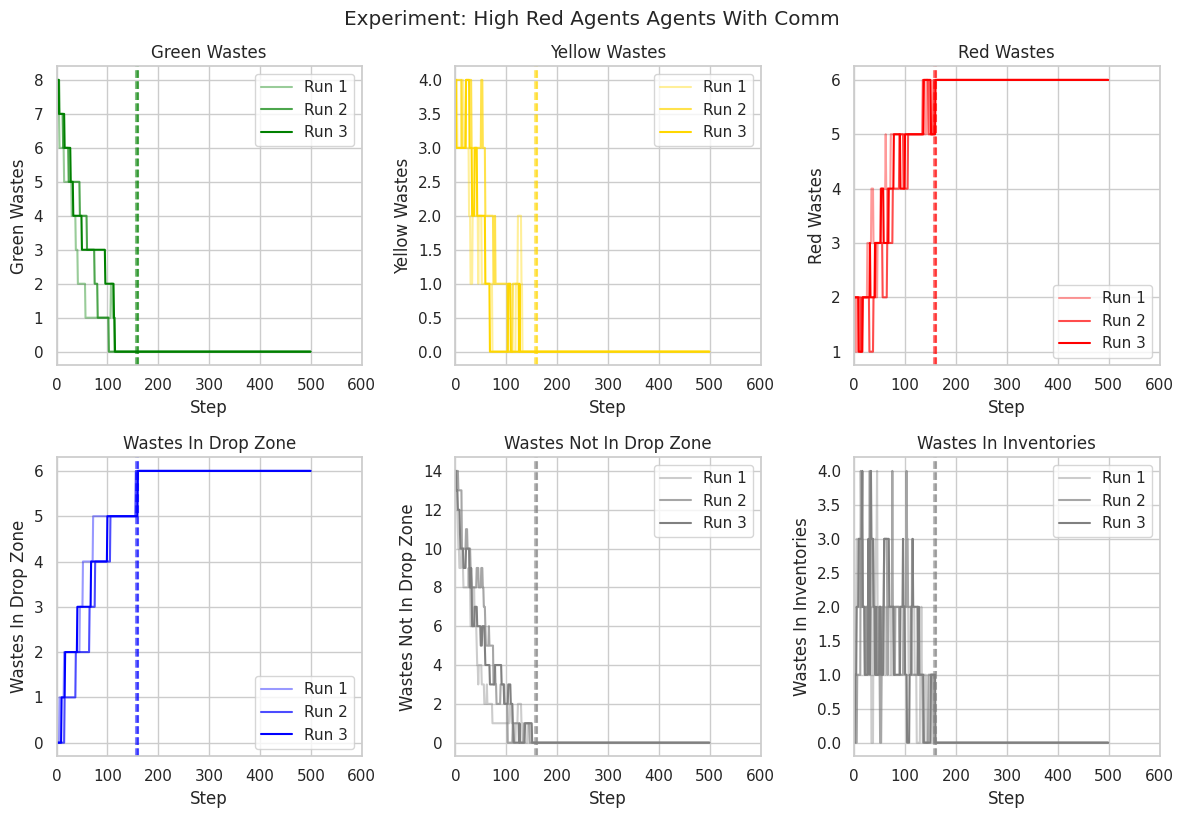 Experiment: High Red Agents Agents With Comm
Green Wastes
Green Wastes
8
7
6
5
4
3
2
1
0
Run 1
Run 2
Run 3
0 100 200 300 400 500 600
Step
Yellow Wastes
Yellow Wastes
4.0
3.5
3.0
2.5
2.0
1.5
1.0
0.5
0.0
Run 1
Run 2
Run 3
0 100 200 300 400 500 600
Step
Red Wastes
Red Wastes
6
5
4
3
2
1
Run 1
Run 2
Run 3
0 100 200 300 400 500 600
Step
Wastes In Drop Zone
Wastes In Drop Zone
6
5
4
3
2
1
0
Run 1
Run 2
Run 3
0 100 200 300 400 500 600
Step
Wastes Not In Drop Zone
Wastes Not In Drop Zone
14
12
10
8
6
4
2
0
Run 1
Run 2
Run 3
0 100 200 300 400 500 600
Step
Wastes In Inventories
Wastes In Inventories
4.0
3.5
3.0
2.5
2.0
1.5
1.0
0.5
0.0
Run 1
Run 2
Run 3
0 100 200 300 400 500 600
Step